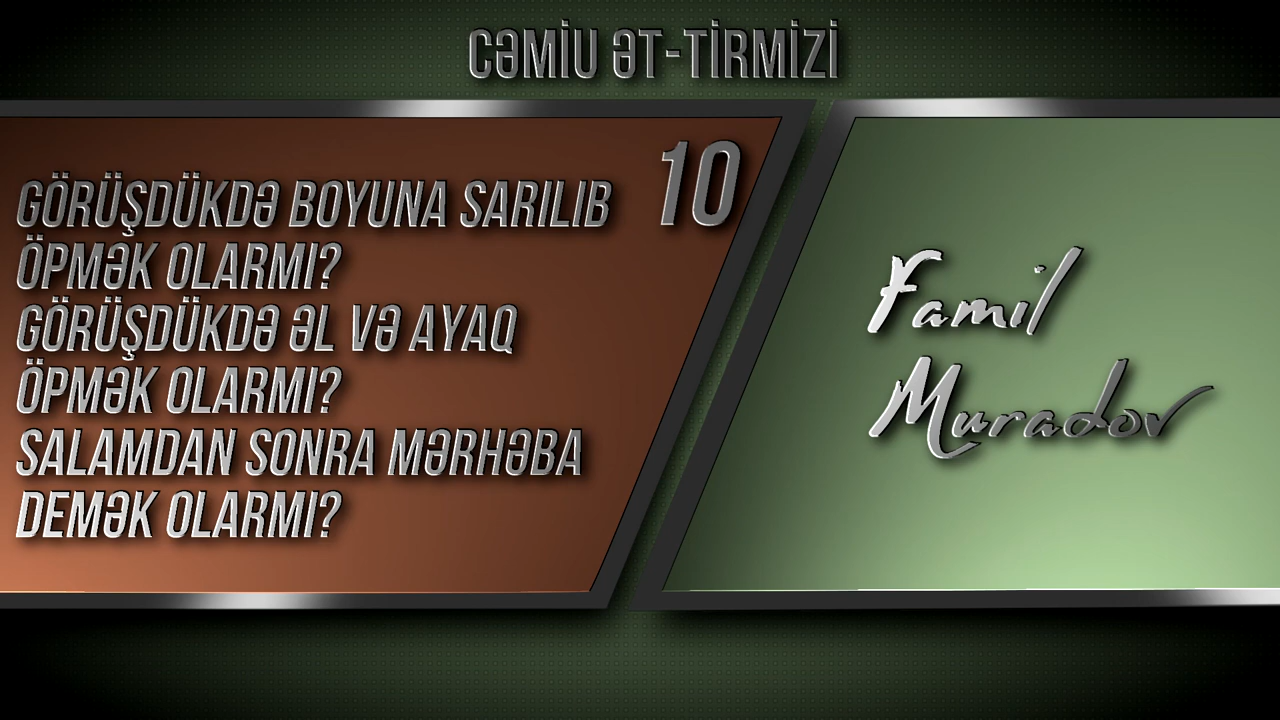 CƏMİU ƏT-TİRMİZİ
10
GÖRÜŞDÜKDƏ BOYUNA SARILIB
ÖPMƏK OLARMI?
GÖRÜŞDÜKDƏ ƏL VƏ AYAQ
ÖPMƏK OLARMI?
SALAMDAN SONRA MƏRHƏBA
DEMƏK OLARMI?
Famil
Muradov